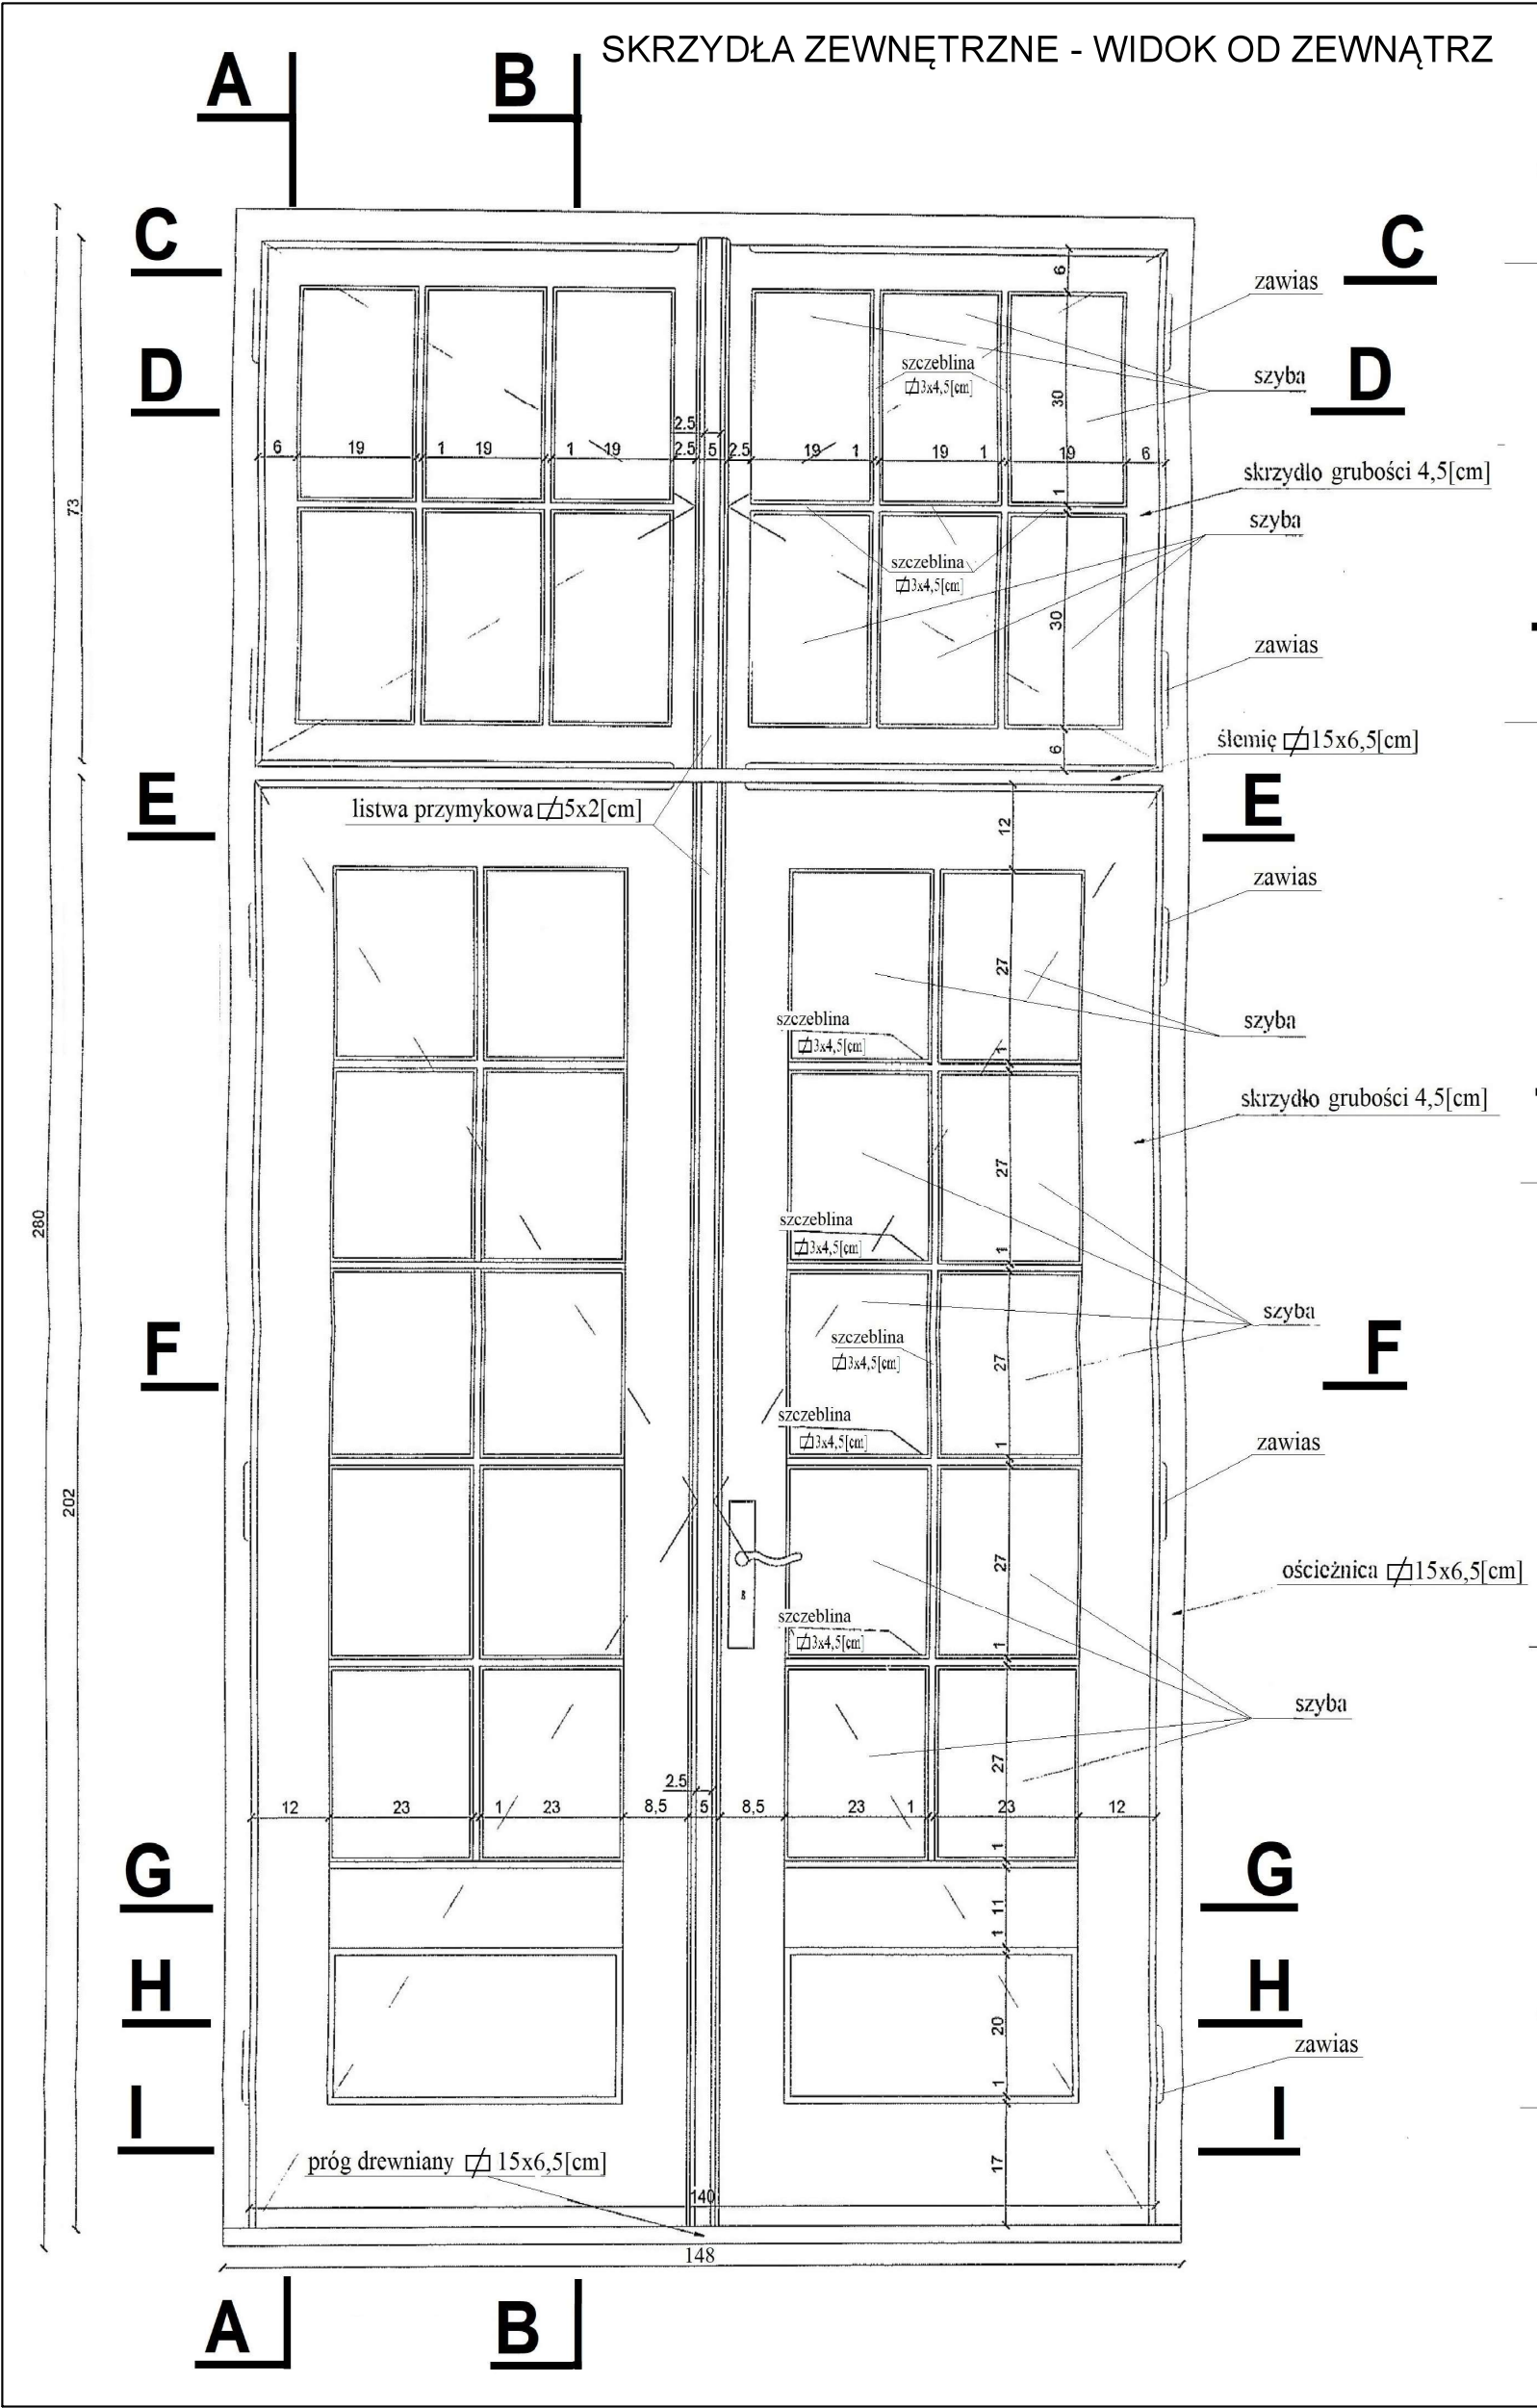 SKRZYDŁA ZEWNĘTRZNE - WIDOK OD ZEWNĄTRZ
A
B
C
C
6
zawias
D
szczeblina
3x4,5[cm]
szyba
D
30
2.5
6
19
1
19
1
19
2.5
5
2.5
19
1
19
1
19
6
skrzydło grubości 4,5[cm]
1
73
szyba
szczeblina
3x4,5[cm]
30
zawias
ślemię 15x6,5[cm]
6
E
listwa przymykowa 5x2[cm]
E
12
zawias
27
szczeblina
3x4,5[cm]
szyba
1
skrzydło grubości 4,5[cm]
27
280
szczeblina
3x4,5[cm]
1
szyba
F
szczeblina
3x4,5[cm]
27
F
szczeblina
3x4,5[cm]
1
zawias
202
27
ościeżnica 15x6,5[cm]
szczeblina
3x4,5[cm]
1
szyba
27
2.5
12
23
1
23
8,5
5
8,5
23
1
23
12
1
G
G
11
1
H
H
20
zawias
1
I
I
próg drewniany 15x6,5[cm]
17
140
148
A
B